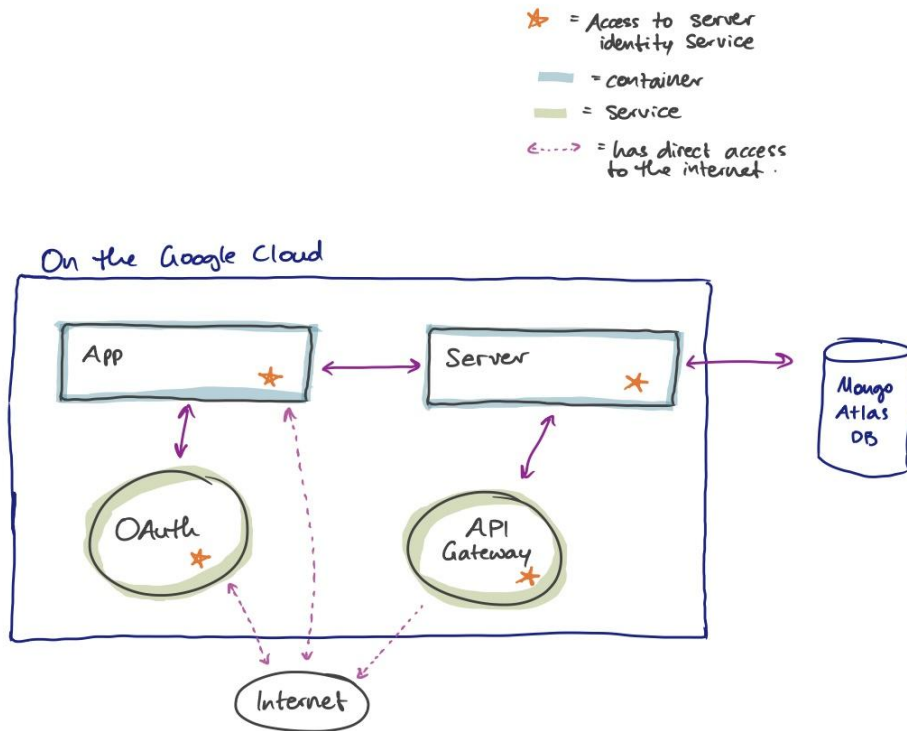 = Access to server
identity Service
= container
= Service
= has direct access
to the internet.
On the Google Cloud
App
Server
Mongo
Atlas
DB
OAuth
API
Gateway
Internet